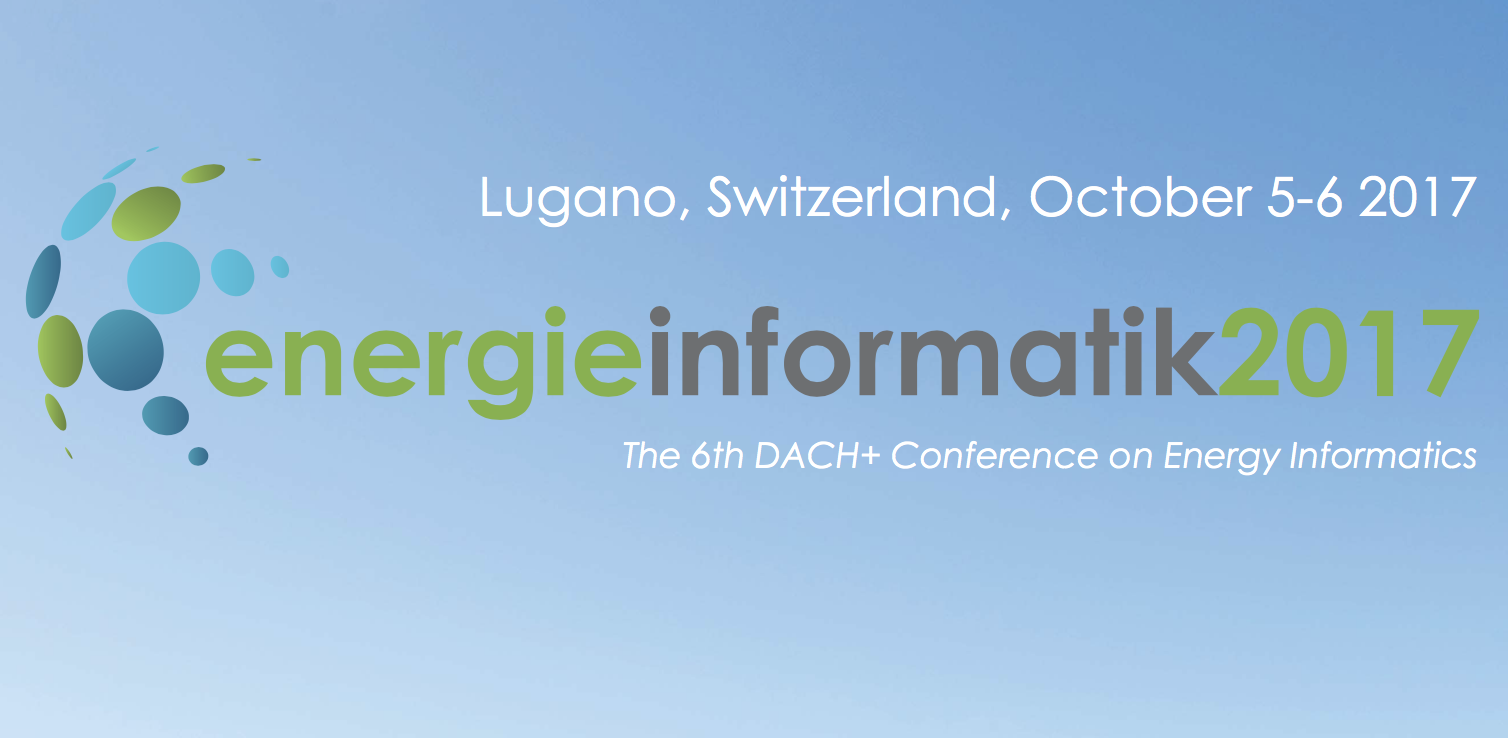 Lugano, Switzerland, October 5-6 2017
energieinformatik2017
The 6th DACH+ Conference on Energy Informatics